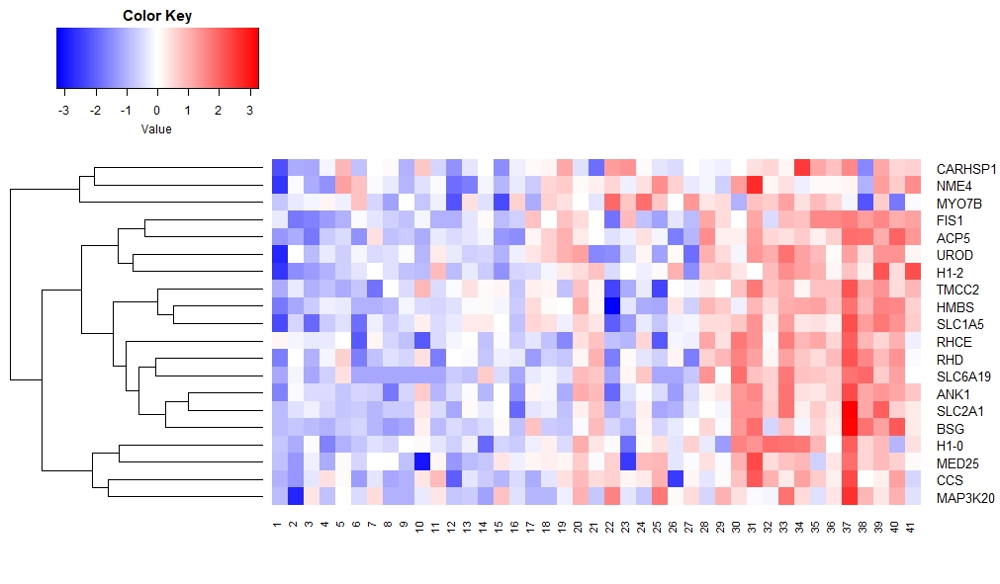 Color Key
-3 -2 -1 0 1 2 3
Value
CARHSP1
NME4
MYO7B
FIS1
ACP5
UROD
H1-2
TMCC2
HMBS
SLC1A5
RHCE
RHD
SLC6A19
ANK1
SLC2A1
BSG
H1-0
MED25
CCS
MAP3K20
1 2 3 4 5 6 7 8 9 10 11 12 13 14 15 16 17 18 19 20 21 22 23 24 25 26 27 28 29 30 31 32 33 34 35 36 37 38 39 40 41